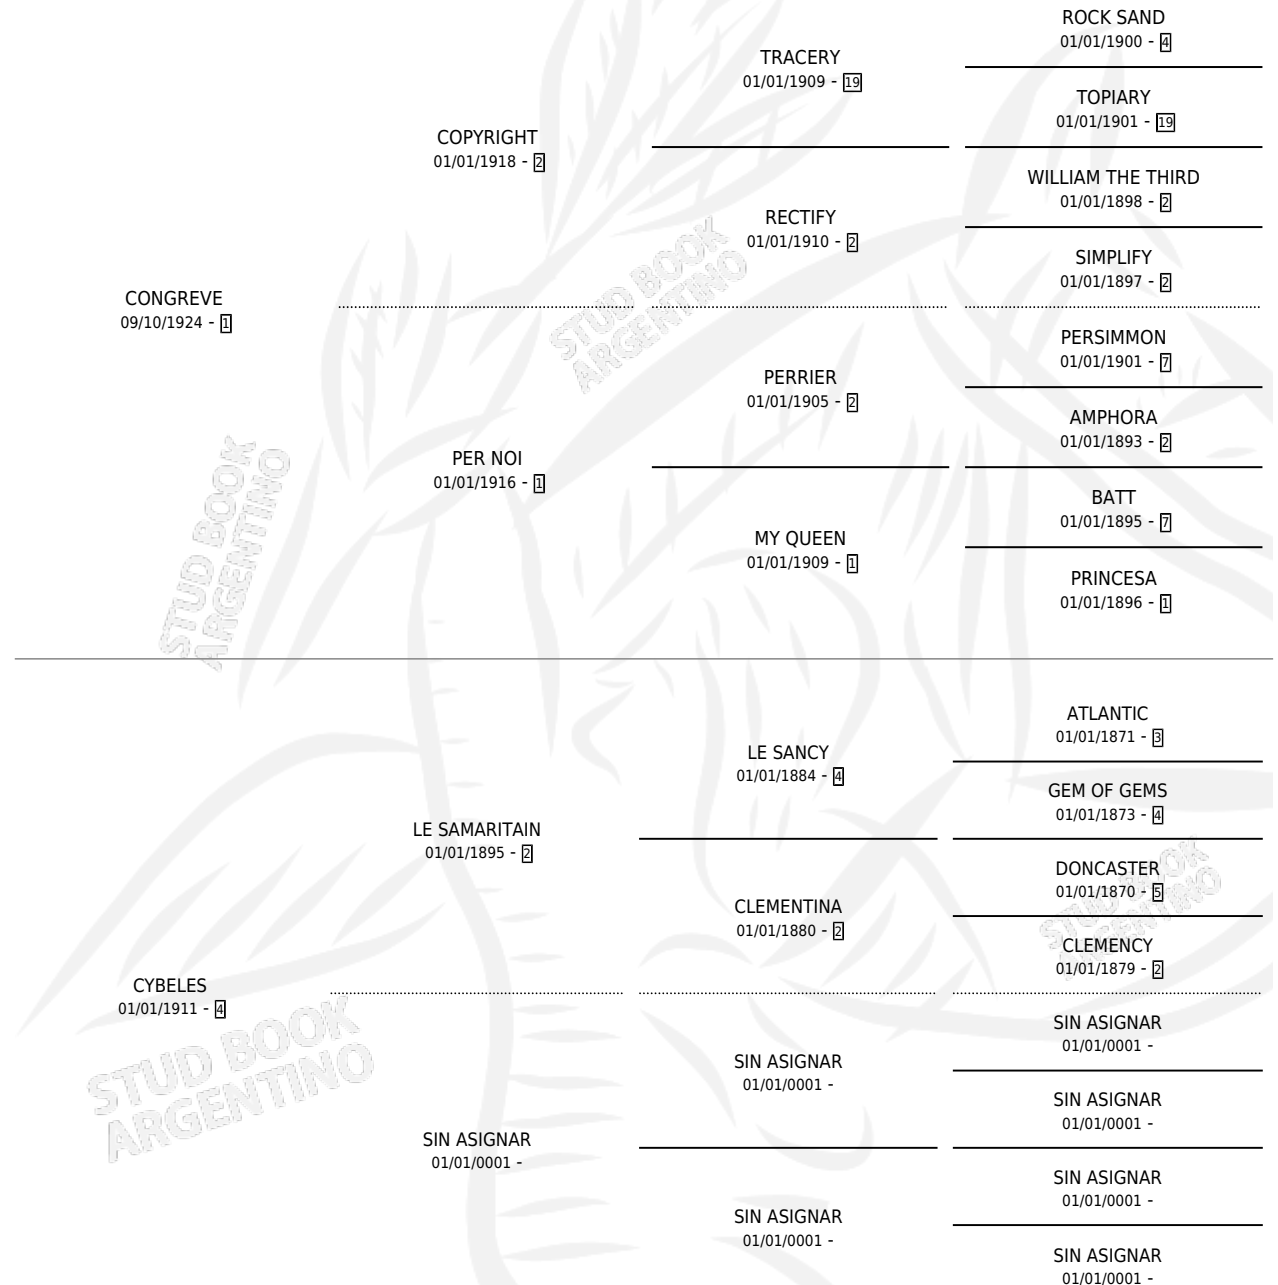 ROCK SAND
01/01/1900 - 4
TRACERY
01/01/1909 - 19
TOPIARY
01/01/1901 - 19
COPYRIGHT
01/01/1918 - 2
WILLIAM THE THIRD
01/01/1898 - 2
RECTIFY
01/01/1910 - 2
SIMPLIFY
01/01/1897 - 2
CONGREVE
09/10/1924 - 1
PERSIMMON
01/01/1901 - 7
PERRIER
01/01/1905 - 2
AMPHORA
01/01/1893 - 2
PER NOI
01/01/1916 - 1
BATT
01/01/1895 - 7
MY QUEEN
01/01/1909 - 1
PRINCESA
01/01/1896 - 1
STUD BOOK
ARGENTINO
STUD BOOK
ARGENTINO
ATLANTIC
01/01/1871 - 3
LE SANCY
01/01/1884 - 4
GEM OF GEMS
01/01/1873 - 4
LE SAMARITAIN
01/01/1895 - 2
DONCASTER
01/01/1870 - 5
CLEMENTINA
01/01/1880 - 2
CLEMENCY
01/01/1879 - 2
CYBELES
01/01/1911 - 4
SIN ASIGNAR
01/01/0001 -
SIN ASIGNAR
01/01/0001 -
SIN ASIGNAR
01/01/0001 -
SIN ASIGNAR
01/01/0001 -
SIN ASIGNAR
01/01/0001 -
SIN ASIGNAR
01/01/0001 -
SIN ASIGNAR
01/01/0001 -
STUD BOOK
ARGENTINO
STUD BOOK
ARGENTINO